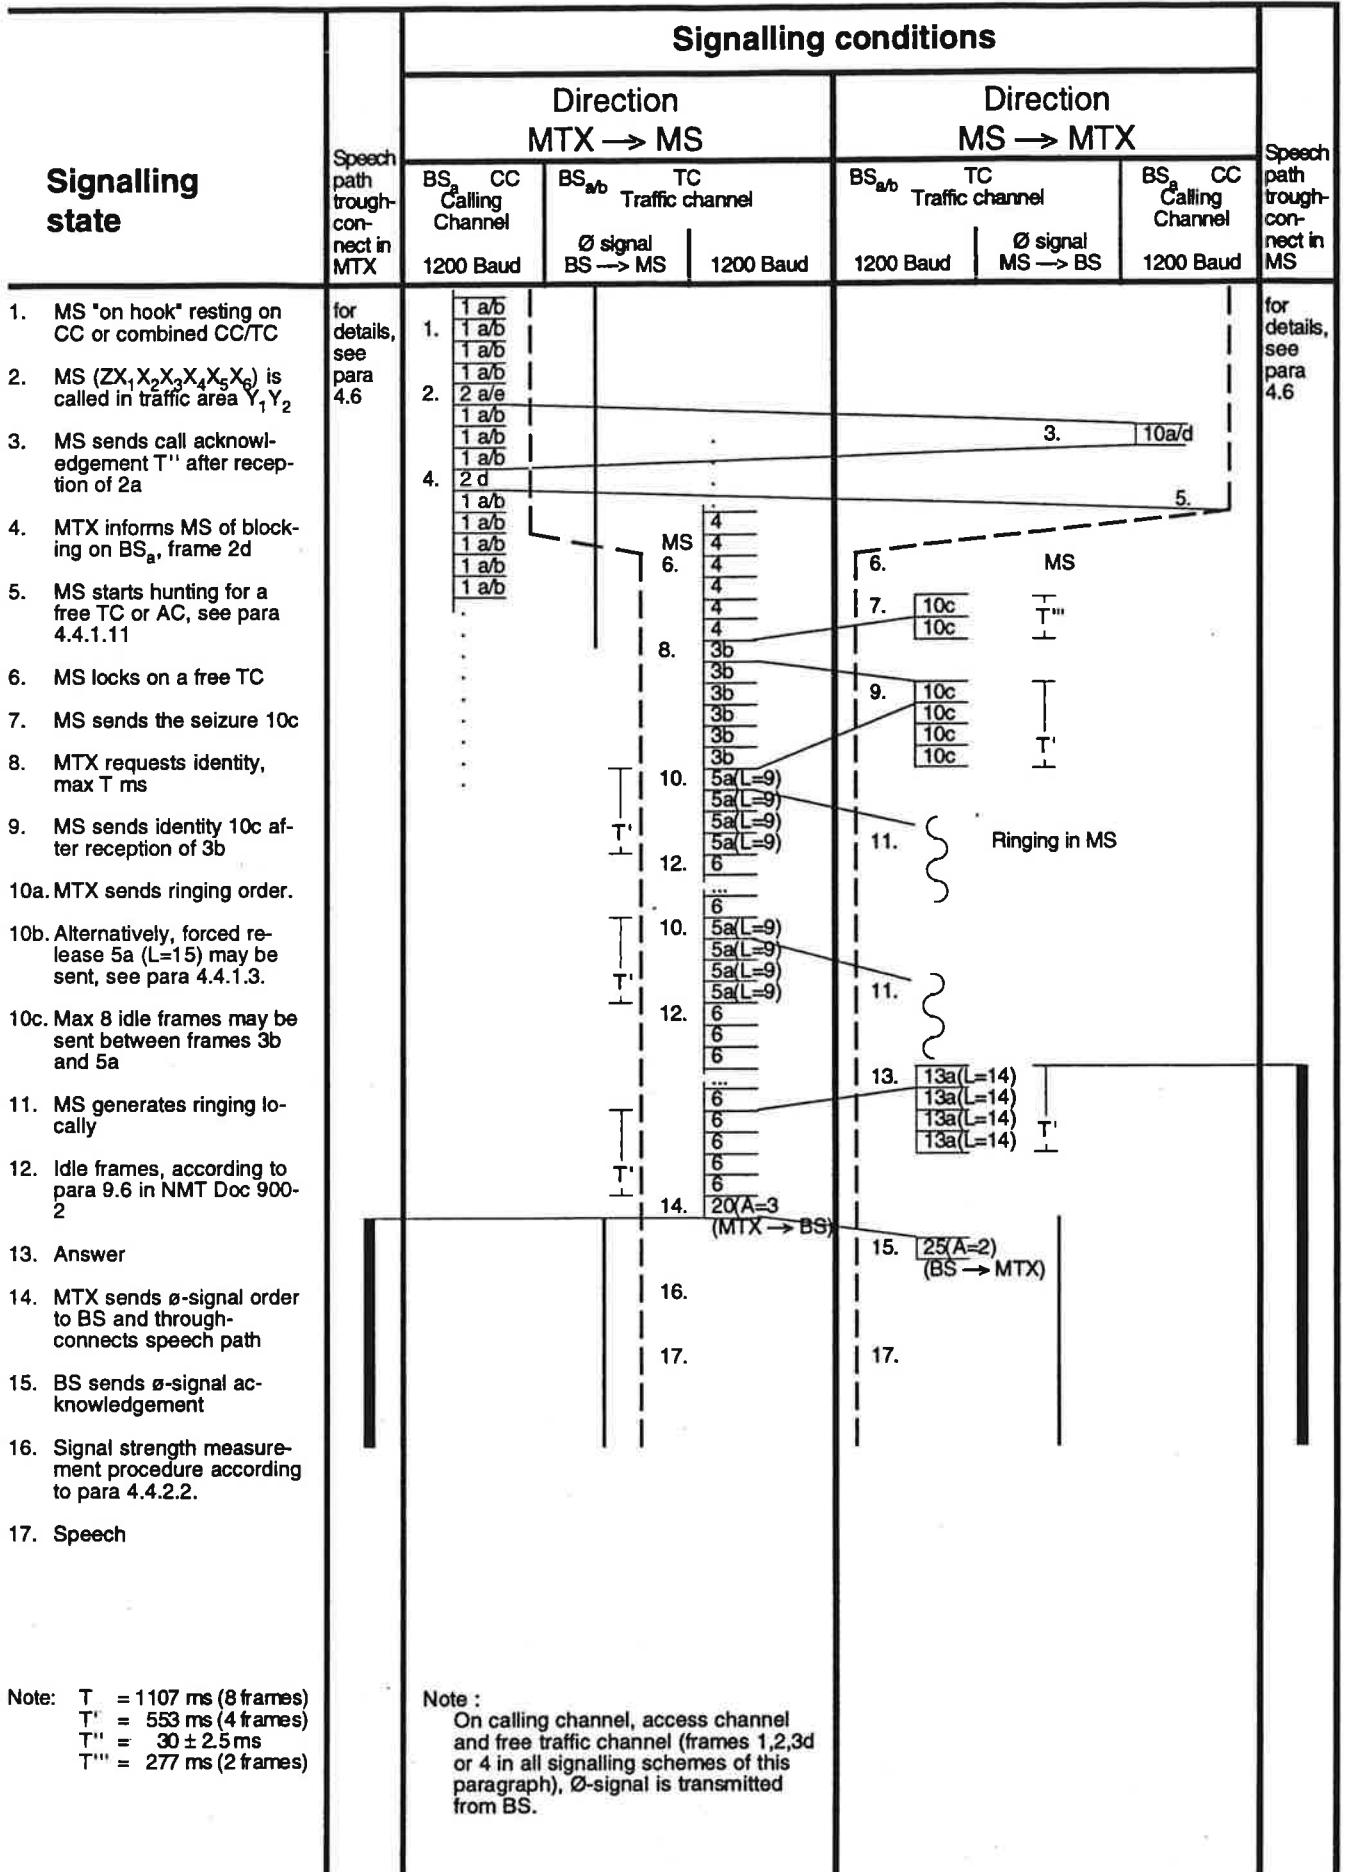 Signalling conditions
Signalling
state
Speech
path
trough-
con-
nect in
MTX
Direction
MTX → MS
Direction
MS → MTX
Speech
path
trough-
con-
nect in
MS
BSa CC
Calling
Channel
1200 Baud
BSa/b TC
Traffic channel
Ø signal
BS → MS
1200 Baud
BSa/b TC
Traffic channel
1200 Baud
Ø signal
MS → BS
BSa CC
Calling
Channel
1200 Baud
1. MS "on hook" resting on
CC or combined CC/TC
2. MS (ZX1X2X3X4X5X6) is
called in traffic area Y1Y2
3. MS sends call acknowl-
edgement T'' after recep-
tion of 2a
4. MTX informs MS of block-
ing on BSa, frame 2d
5. MS starts hunting for a
free TC or AC, see para
4.4.1.11
6. MS locks on a free TC
7. MS sends the seizure 10c
8. MTX requests identity,
max T ms
9. MS sends identity 10c af-
ter reception of 3b
10a. MTX sends ringing order.
10b. Alternatively, forced re-
lease 5a (L=15) may be
sent, see para 4.4.1.3.
10c. Max 8 idle frames may be
sent between frames 3b
and 5a
11. MS generates ringing lo-
cally
12. Idle frames, according to
para 9.6 in NMT Doc 900-
2
13. Answer
14. MTX sends ø-signal order
to BS and through-
connects speech path
15. BS sends ø-signal ac-
knowledgement
16. Signal strength measure-
ment procedure according
to para 4.4.2.2.
17. Speech
for
details,
see
para
4.6
1 a/b
1. 1 a/b
1 a/b
1 a/b
2. 2 a/e
1 a/b
1 a/b
1 a/b
4. 2 d
1 a/b
1 a/b
1 a/b
1 a/b
1 a/b
4
MS 4
6. 4
4
4
4
8. 3b
3b
3b
3b
3b
3b
10. 5a(L=9)
5a(L=9)
T' 5a(L=9)
5a(L=9)
12. 6
...
6
10. 5a(L=9)
5a(L=9)
5a(L=9)
T' 5a(L=9)
12. 6
6
6
...
6
6
6
6
T' 6
14. 20(A=3
(MTX → BS)
16.
17.
3. 10a/d
5.
6. MS
7. 10c T'''
10c
9. 10c
10c
10c T'
10c
11. Ringing in MS
11.
13. 13a(L=14)
13a(L=14)
13a(L=14) T'
13a(L=14)
15. 25(A=2)
(BS → MTX)
17.
for
details,
see
para
4.6
Note: T = 1107 ms (8 frames)
T' = 553 ms (4 frames)
T'' = 30 ± 2.5 ms
T''' = 277 ms (2 frames)
Note :
On calling channel, access channel
and free traffic channel (frames 1,2,3d
or 4 in all signalling schemes of this
paragraph), Ø-signal is transmitted
from BS.